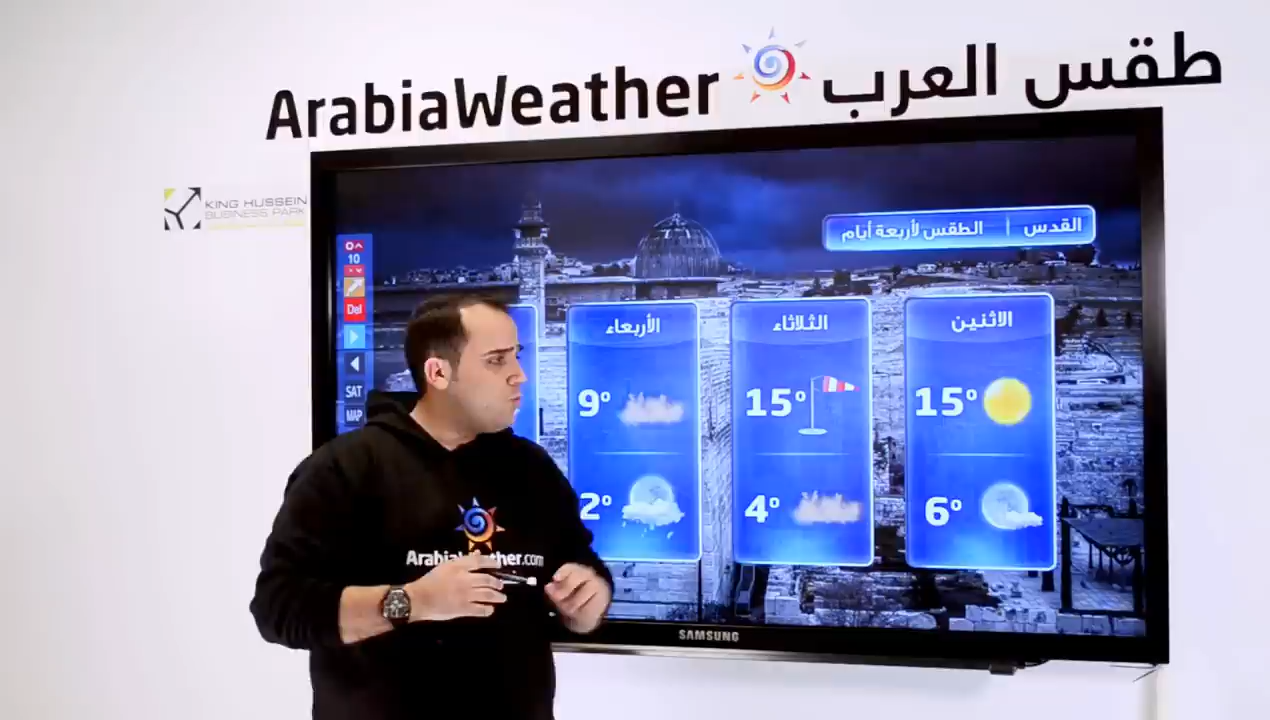 ArabiaWeather طقس العرب
KING HUSSEIN
BUSINESS PARK
القدس | الطقس لأربعة أيام
10
Del
SAT
MAP
الاثنين
15°
6°
الثلاثاء
15°
4°
الأربعاء
9°
2°
ArabiaWeather.com
SAMSUNG